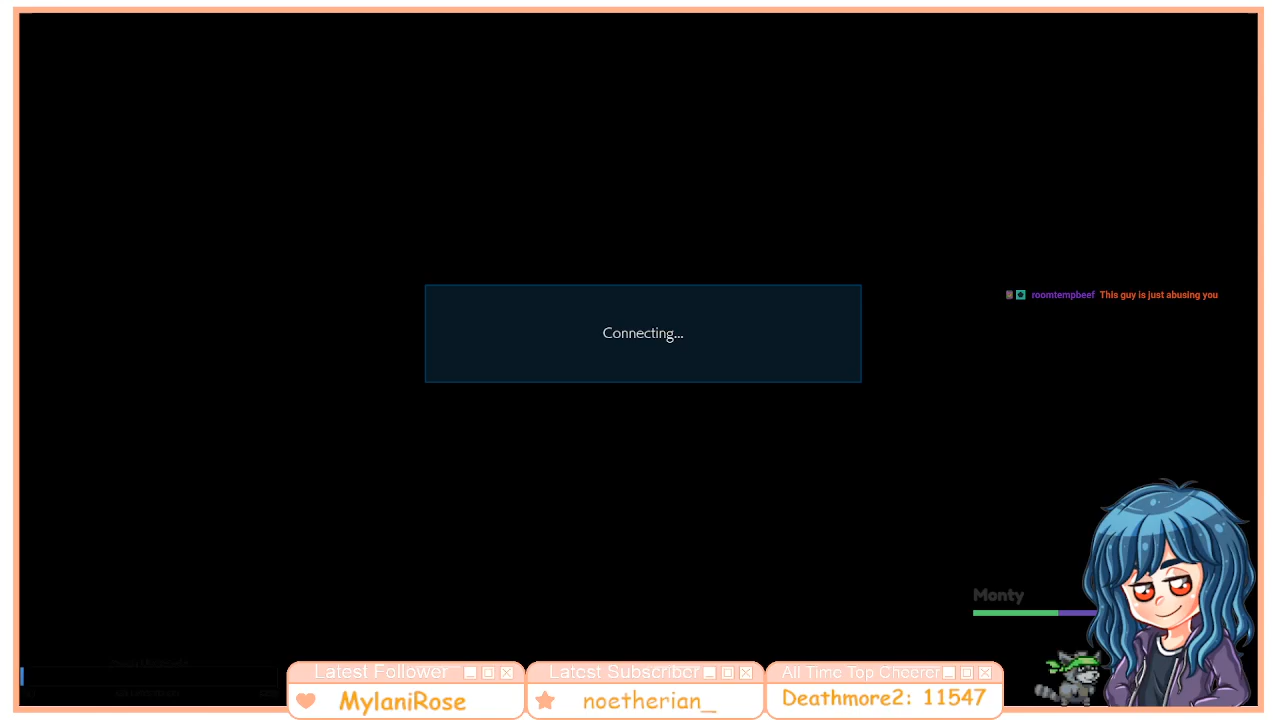 Connecting...
roombeef This guy is just abusing you
Monty
Latest Follower
MylaniRose
Latest Subscriber
noetherian_
All Time Top Cheerer
Deathmore2: 11547